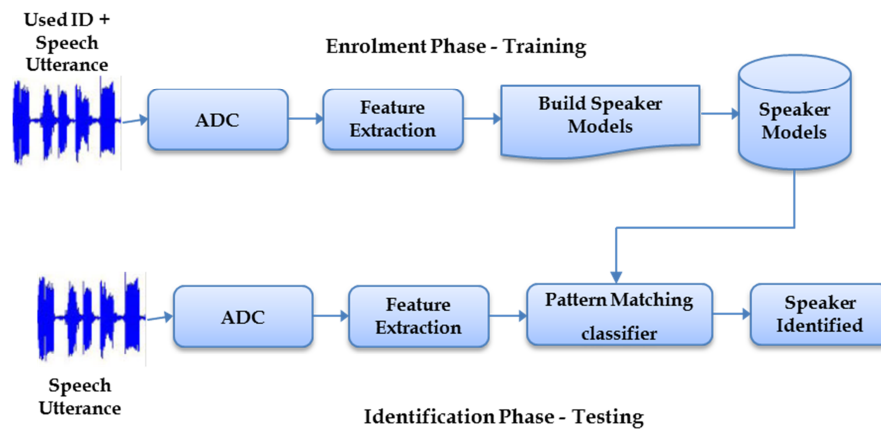 Used ID +
Speech
Utterance
Enrolment Phase - Training
ADC
Feature
Extraction
Build Speaker
Models
Speaker
Models
Speech
Utterance
ADC
Feature
Extraction
Pattern Matching
classifier
Speaker
Identified
Identification Phase - Testing